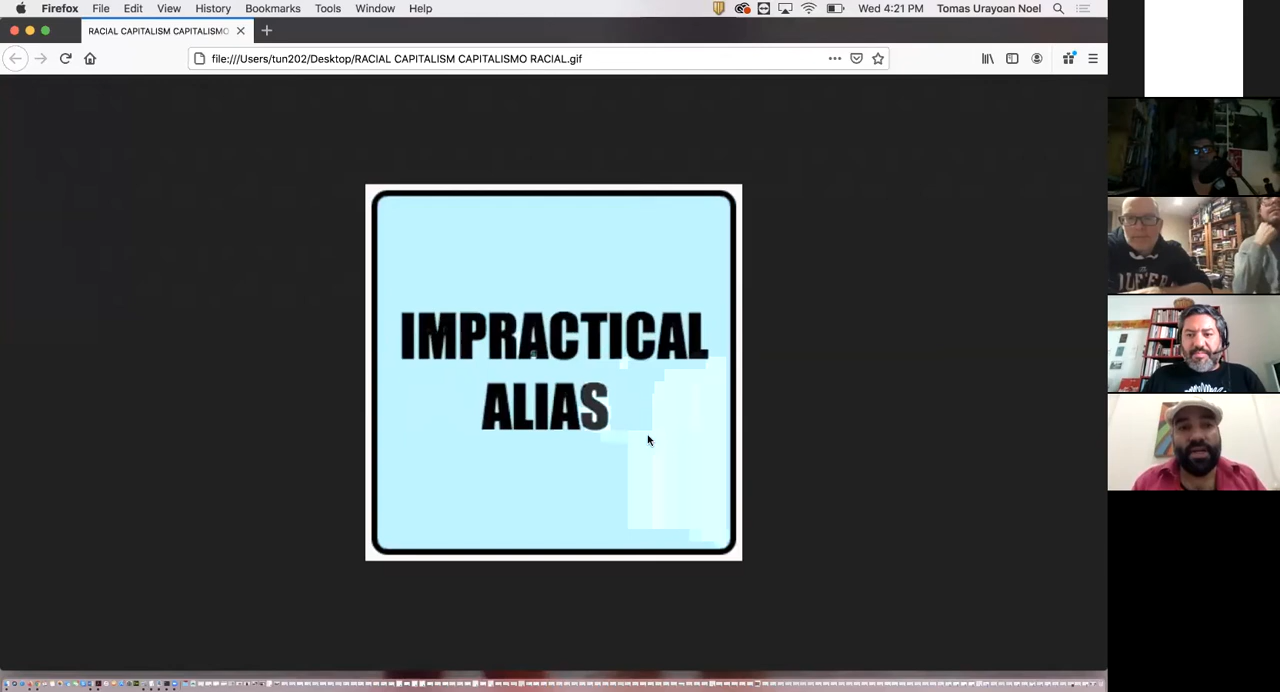 Firefox File Edit View History Bookmarks Tools Window Help Wed 4:21 PM Tomas Urayoan Noel
RACIAL CAPITALISM CAPITALISMO
file:///Users/tun202/Desktop/RACIAL CAPITALISM CAPITALISMO RACIAL.gif
IMPRACTICAL
ALIAS